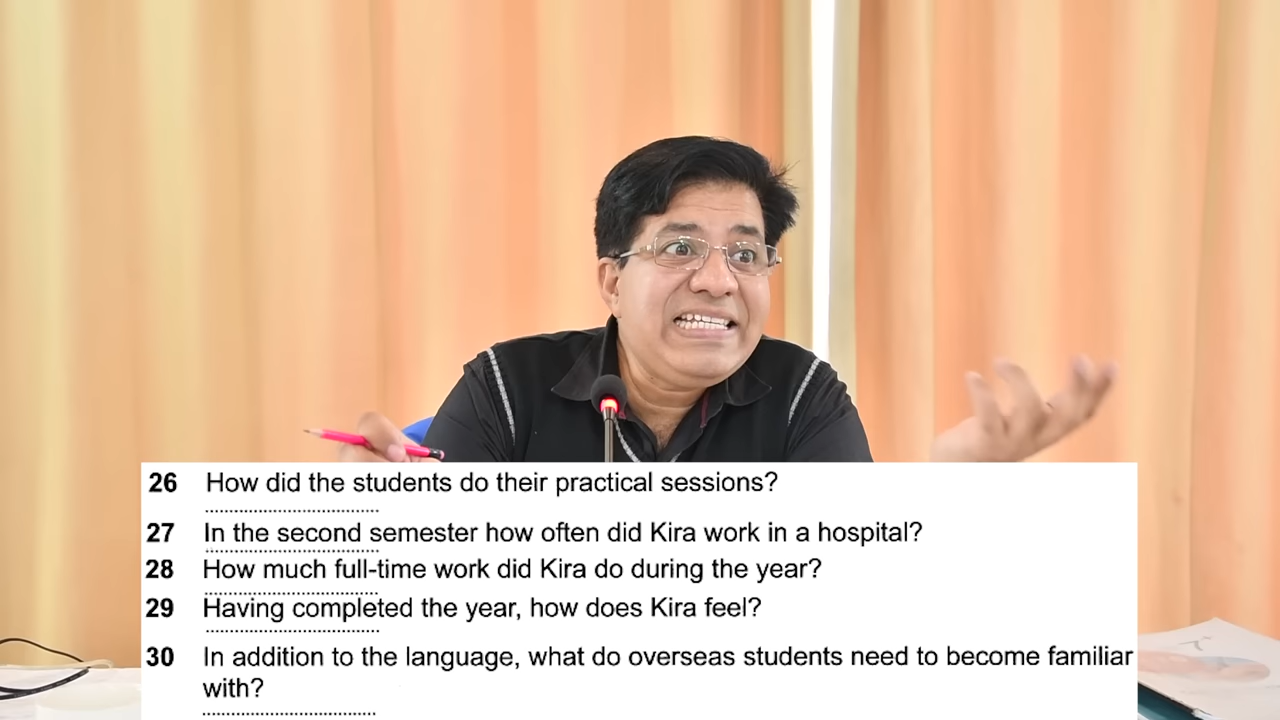 26 How did the students do their practical sessions?
................................................
27 In the second semester how often did Kira work in a hospital?
................................................
28 How much full-time work did Kira do during the year?
................................................
29 Having completed the year, how does Kira feel?
................................................
30 In addition to the language, what do overseas students need to become familiar
with?
................................................